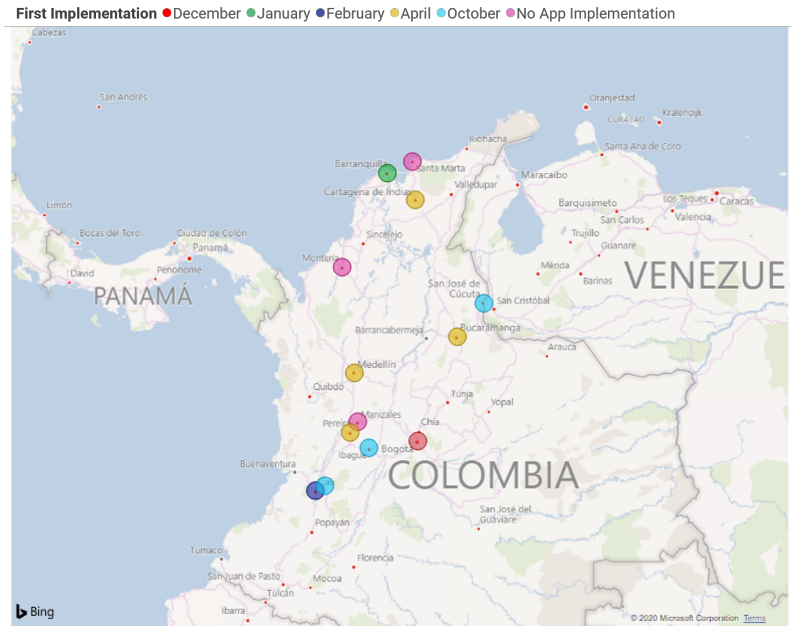 First Implementation December January February April October No App Implementation
Cabezas
San Andrés
Oranjestad
Kralendijk
CURAZAO
Riohacha
Santa Ana de Coro
Barranquilla
Santa Marta
Maracaibo
Cartagena de Indias
Valledupar
Barquisimeto
Los Teques
Caracas
San Carlos
Valencia
Limón
Bocas del Toro
Ciudad de Colón
Sincelejo
Trujillo
Guanare
Panamá
Montería
David
Penonomé
Mérida
Barinas
VENEZUE
PANAMÁ
San José de
Cúcuta
San Cristóbal
Barrancabermeja
Bucaramanga
Arauca
Medellín
Quibdó
Tunja
Yopal
Manizales
Chía
Ibagué
Bogotá
Buenaventura
COLOMBIA
San José del
Guaviare
Popayán
Tumaco
Florencia
San Juan de Pasto
Mocoa
Tulcán
Ibarra
Bing
© 2020 Microsoft Corporation Terms